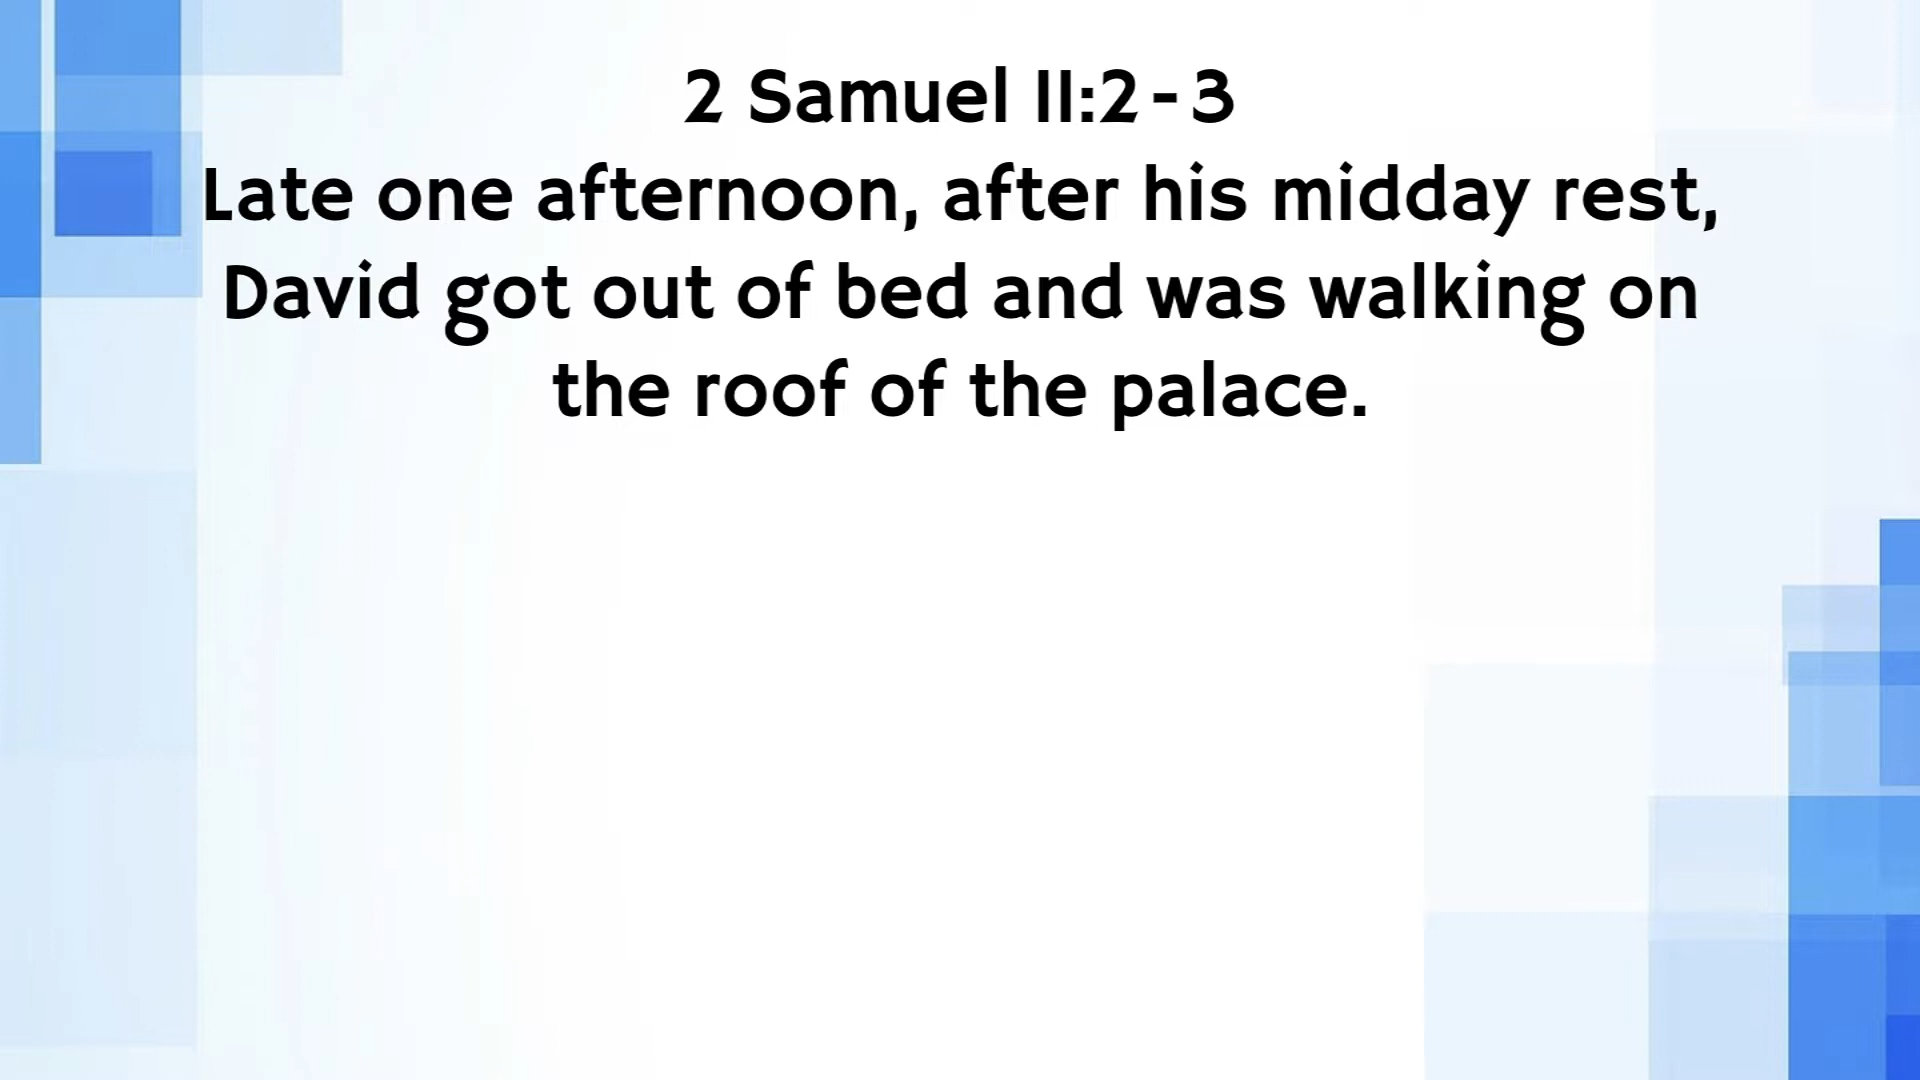 2 Samuel 11:2-3
Late one afternoon, after his midday rest,
David got out of bed and was walking on
the roof of the palace.